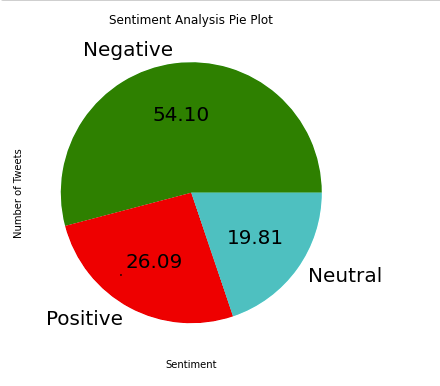 Sentiment Analysis Pie Plot
Negative
54.10
Number of Tweets
19.81
26.09
Neutral
Positive
Sentiment